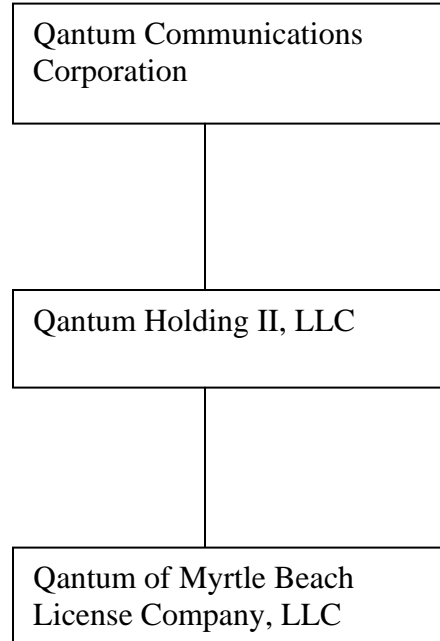 Qantum Communications
Corporation
Qantum Holding II, LLC
Qantum of Myrtle Beach
License Company, LLC